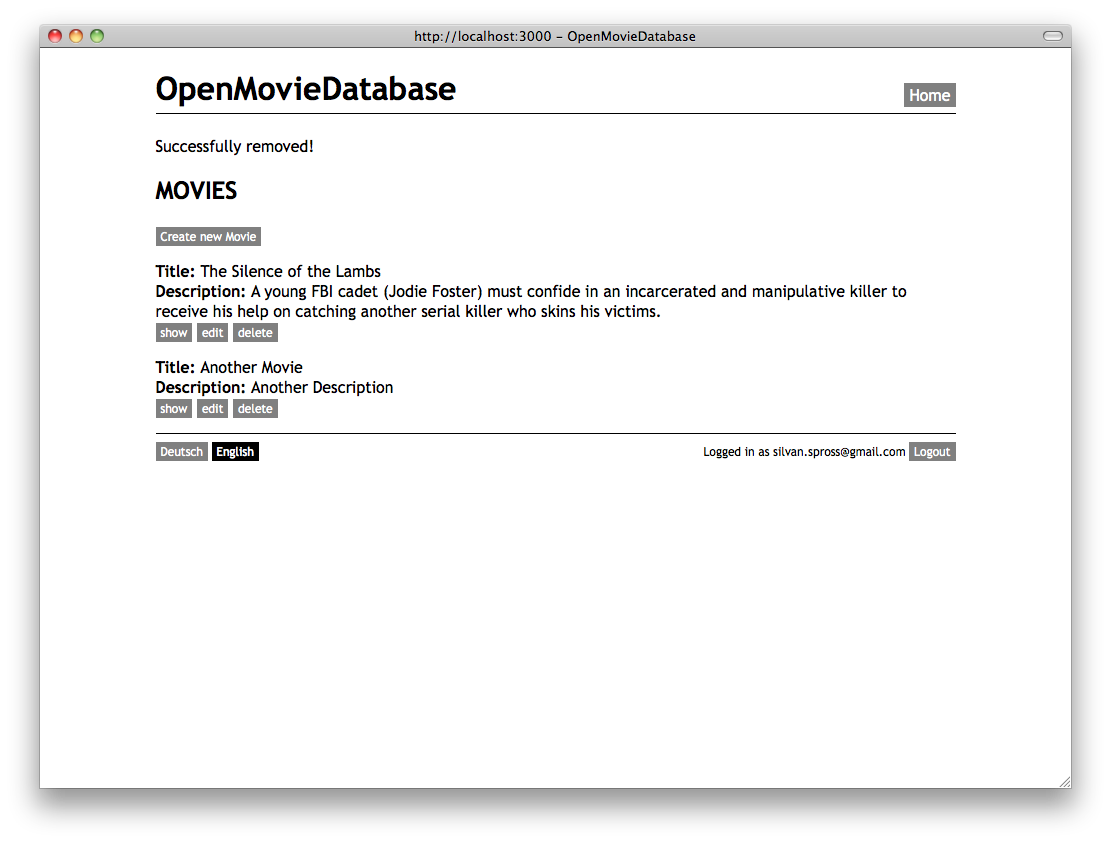 http://localhost:3000 – OpenMovieDatabase
OpenMovieDatabase
Home
Successfully removed!
MOVIES
Create new Movie
Title: The Silence of the Lambs
Description: A young FBI cadet (Jodie Foster) must confide in an incarcerated and manipulative killer to
receive his help on catching another serial killer who skins his victims.
show edit delete
Title: Another Movie
Description: Another Description
show edit delete
Deutsch English Logged in as silvan.spross@gmail.com Logout